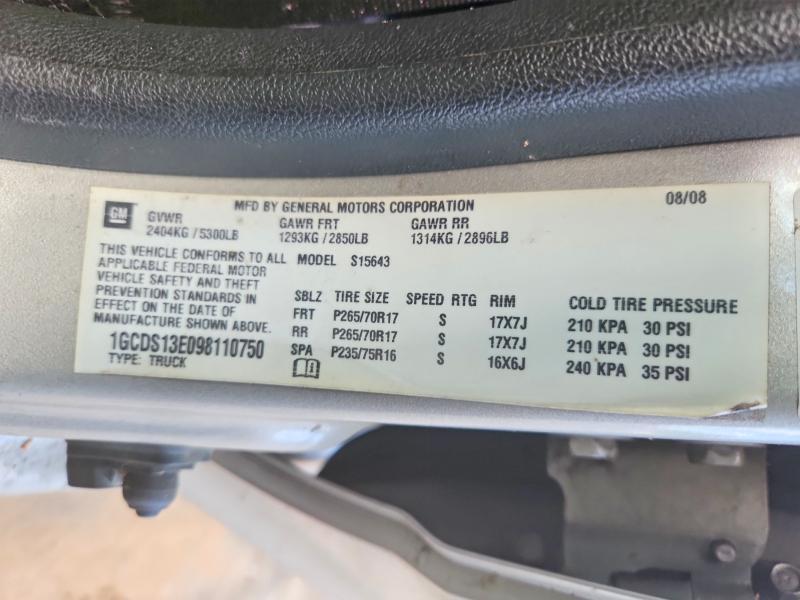 MFD BY GENERAL MOTORS CORPORATION 08/08
GM GVWR GAWR FRT GAWR RR
2404KG / 5300LB 1293KG / 2850LB 1314KG / 2896LB
THIS VEHICLE CONFORMS TO ALL MODEL S15643
APPLICABLE FEDERAL MOTOR
VEHICLE SAFETY AND THEFT
PREVENTION STANDARDS IN
EFFECT ON THE DATE OF
MANUFACTURE SHOWN ABOVE.
1GCDS13E098110750
TYPE: TRUCK
SBLZ TIRE SIZE SPEED RTG RIM COLD TIRE PRESSURE
FRT P265/70R17 S 17X7J 210 KPA 30 PSI
RR P265/70R17 S 17X7J 210 KPA 30 PSI
SPA P235/75R16 S 16X6J 240 KPA 35 PSI